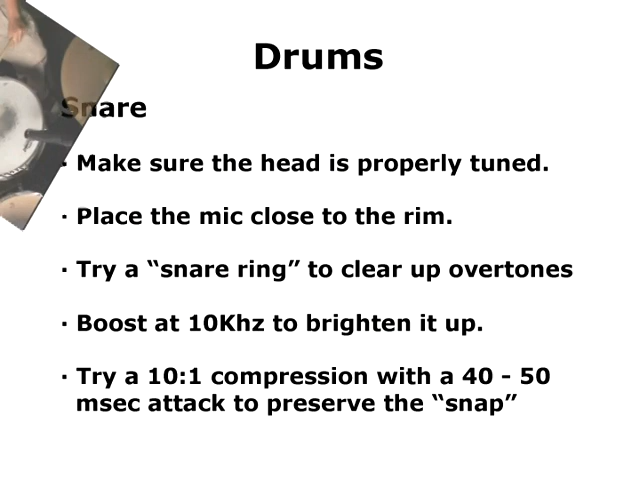 Drums
Snare
· Make sure the head is properly tuned.
· Place the mic close to the rim.
· Try a “snare ring” to clear up overtones
· Boost at 10Khz to brighten it up.
· Try a 10:1 compression with a 40 - 50
msec attack to preserve the “snap”